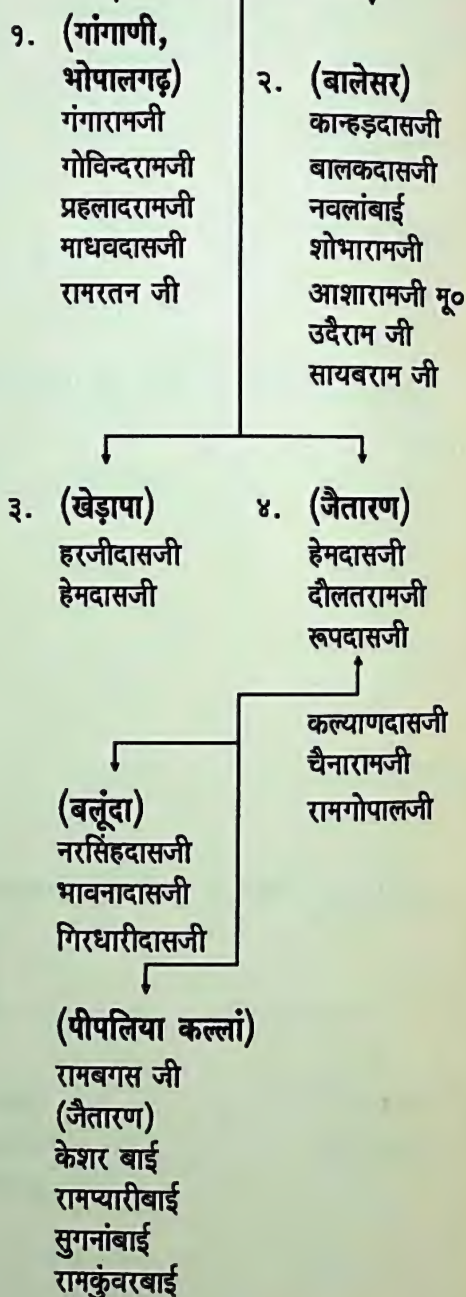 १. (गांगाणी,
भोपालगढ़)
गंगारामजी
गोविन्दरामजी
प्रहलादरामजी
माधवदासजी
रामरतन जी
२. (बालेसर)
कान्हड़दासजी
बालकदासजी
नवलांबाई
शोभारामजी
आशारामजी मू०
उदैराम जी
सायबराम जी
३. (खेड़ापा)
हरजीदासजी
हेमदासजी
४. (जैतारण)
हेमदासजी
दौलतरामजी
रूपदासजी
कल्याणदासजी
चैनारामजी
रामगोपालजी
(बलूंदा)
नरसिंहदासजी
भावनादासजी
गिरधारीदासजी
(पीपलिया कल्लां)
रामबगस जी
(जैतारण)
केशर बाई
रामप्यारीबाई
सुगनांबाई
रामकुंवरबाई